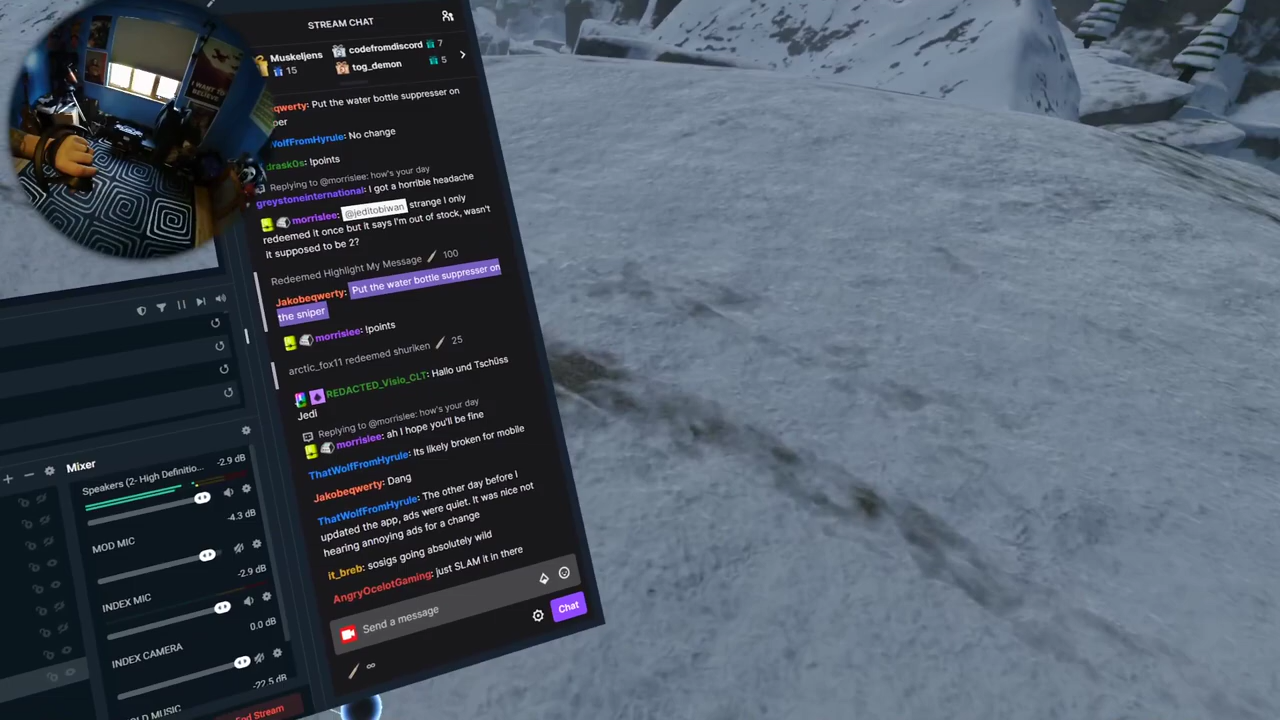 STREAM CHAT
Muskeljens
15
codefromdiscord 7
tog_demon 5
qwerty: Put the water bottle suppresser on
per
WolfFromHyrule: No change
drask0s: !points
Replying to @morrislee: how's your day
greystoneinternational: I got a horrible headache
morrislee: @jeditobiwan strange I only
redeemed it once but it says I'm out of stock, wasn't
it supposed to be 2?
Redeemed Highlight My Message 100
Jakobeqwerty: Put the water bottle suppresser on
the sniper
morrislee: !points
arctic_fox11 redeemed shuriken 25
REDACTED_Visio_CLT: Hallo und Tschüss
Jedi
Replying to @morrislee: how's your day
morrislee: ah I hope you'll be fine
ThatWolfFromHyrule: Its likely broken for mobile
Jakobeqwerty: Dang
ThatWolfFromHyrule: The other day before I
updated the app, ads were quiet. It was nice not
hearing annoying ads for a change
it_breb: sosigs going absolutely wild
AngryOcelotGaming: just SLAM it in there
Send a message
Chat
∞
Mixer
Speakers (2- High Definitio... -2.9 dB
-4.3 dB
MOD MIC
-2.9 dB
INDEX MIC
0.0 dB
INDEX CAMERA
-22.5 dB
OLD MUSIC
End Stream
I WANT TO
BELIEVE